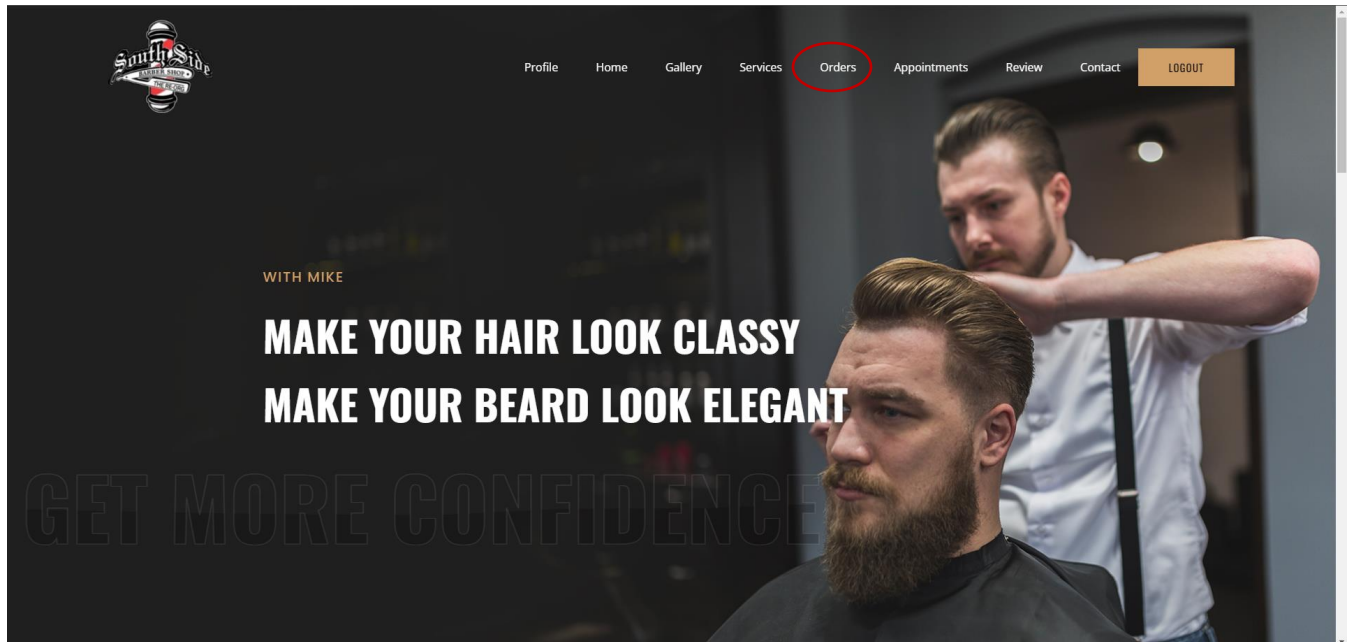 South Side
BARBER SHOP
Profile Home Gallery Services Orders Appointments Review Contact LOGOUT
WITH MIKE
MAKE YOUR HAIR LOOK CLASSY
MAKE YOUR BEARD LOOK ELEGANT
GET MORE CONFIDENCE